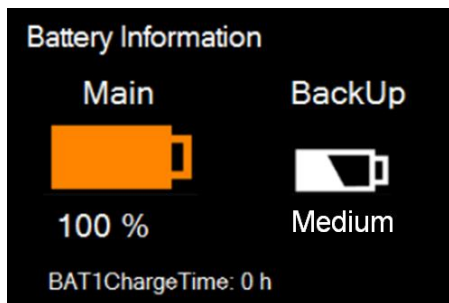 Battery Information
Main BackUp
100 % Medium
BAT1ChargeTime: 0 h